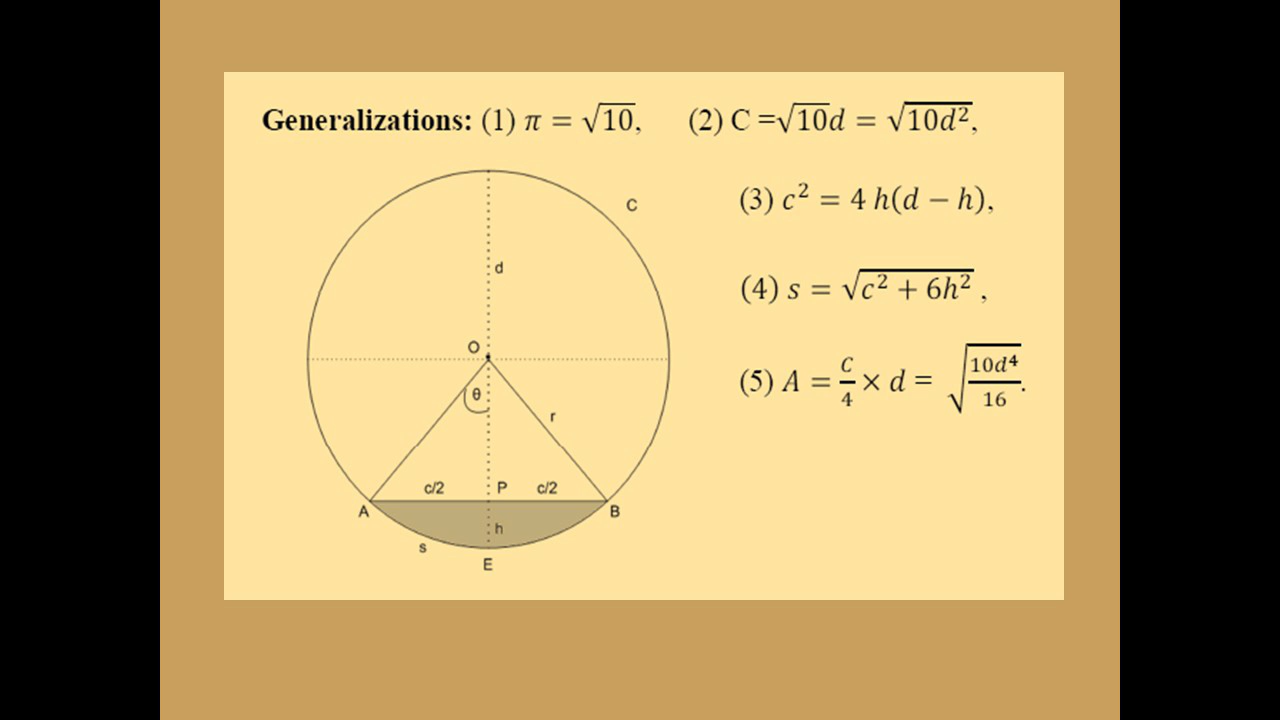 Generalizations: (1) π = √10, (2) C =√10d = √10d²,
(3) c² = 4 h(d − h),
(4) s = √c² + 6h² ,
(5) A = C/4 × d = √10d⁴/16.
C
d
O
θ
r
c/2 P c/2
A B
h
s
E